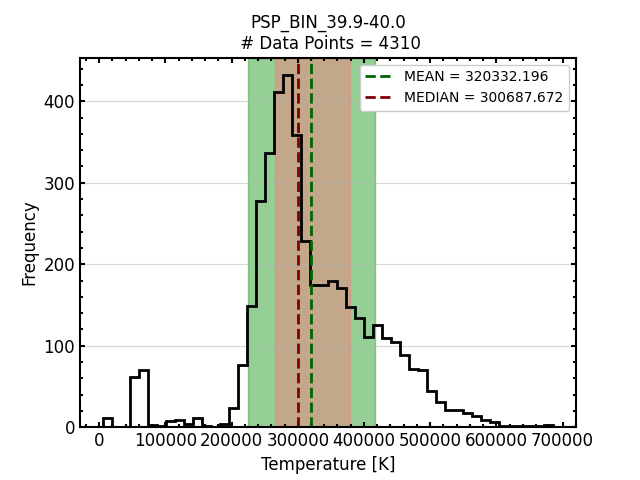 PSP_BIN_39.9-40.0
# Data Points = 4310
MEAN = 320332.196
MEDIAN = 300687.672
Frequency
400
300
200
100
0
0 100000 200000 300000 400000 500000 600000 700000
Temperature [K]